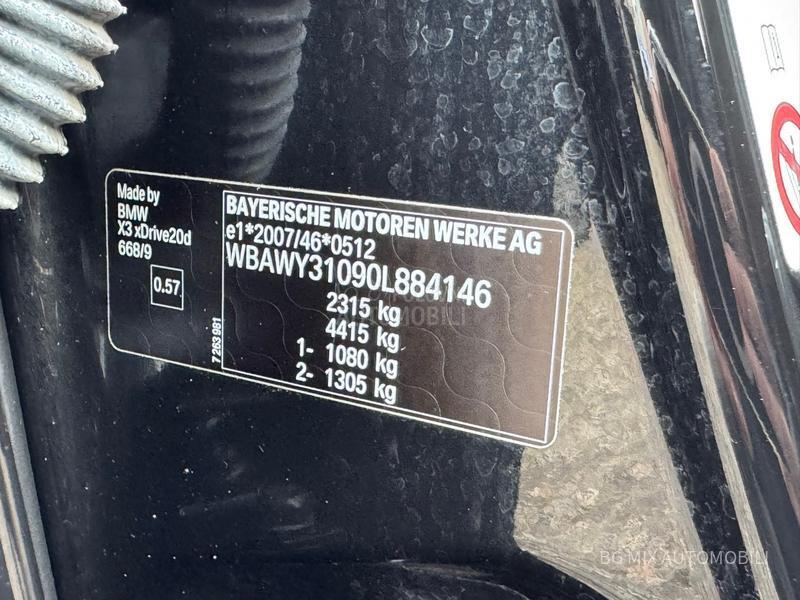 Made by
BMW
X3 xDrive20d
668/9
0.57
7 263 981
BAYERISCHE MOTOREN WERKE AG
e1*2007/46*0512
WBAWY31090L884146
2315 kg
4415 kg
1- 1080 kg
2- 1305 kg
BG MIX AUTOMOBILI